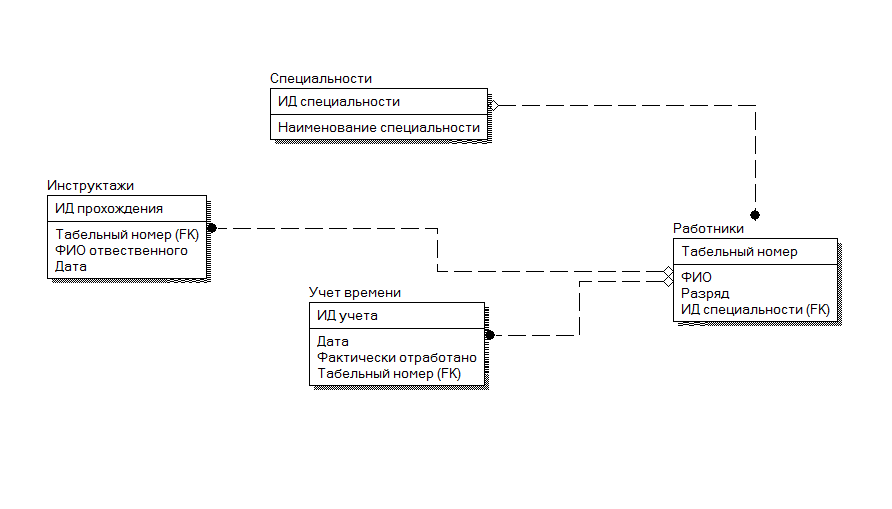 Специальности
ИД специальности
Наименование специальности
Инструктажи
ИД прохождения
Табельный номер (FK)
ФИО отвественного
Дата
Работники
Табельный номер
ФИО
Разряд
ИД специальности (FK)
Учет времени
ИД учета
Дата
Фактически отработано
Табельный номер (FK)